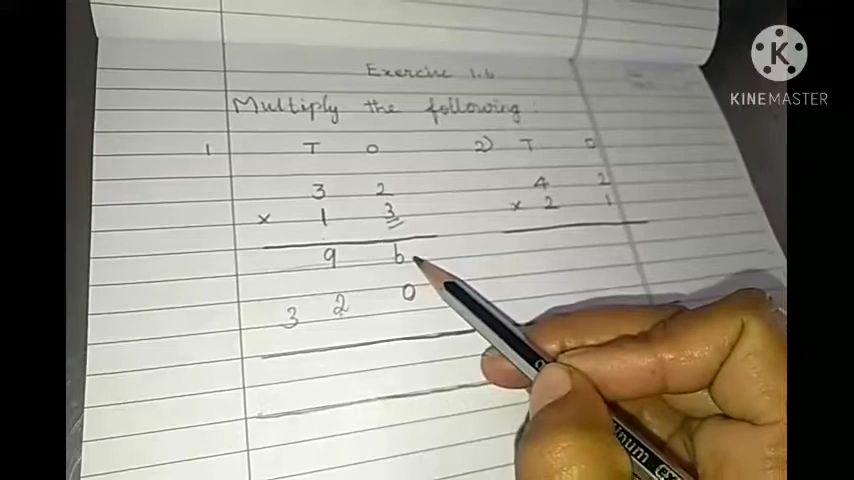 Exercise 1.6
Multiply the following :
1 T O 2) T O
3 2 4 2
× 1 3 × 2 1
9 6
3 2 0
K
KINEMASTER